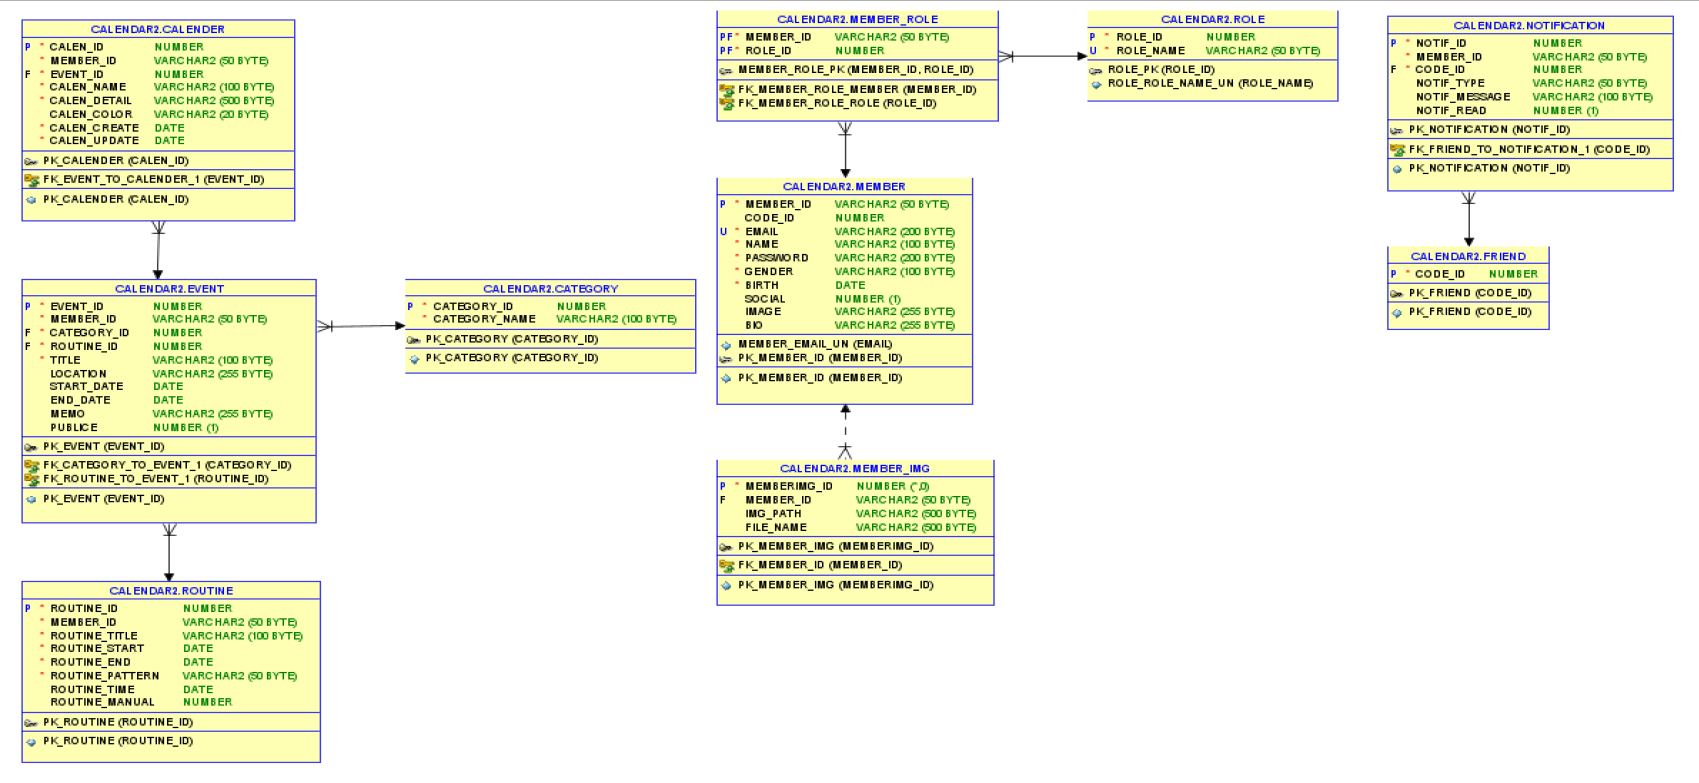 CALENDAR2.CALENDER
P * CALEN_ID NUMBER
* MEMBER_ID VARCHAR2 (50 BYTE)
F * EVENT_ID NUMBER
* CALEN_NAME VARCHAR2 (100 BYTE)
* CALEN_DETAIL VARCHAR2 (500 BYTE)
CALEN_COLOR VARCHAR2 (20 BYTE)
* CALEN_CREATE DATE
* CALEN_UPDATE DATE
PK_CALENDER (CALEN_ID)
FK_EVENT_TO_CALENDER_1 (EVENT_ID)
PK_CALENDER (CALEN_ID)
CALENDAR2.EVENT
P * EVENT_ID NUMBER
* MEMBER_ID VARCHAR2 (50 BYTE)
F * CATEGORY_ID NUMBER
F * ROUTINE_ID NUMBER
* TITLE VARCHAR2 (100 BYTE)
LOCATION VARCHAR2 (255 BYTE)
START_DATE DATE
END_DATE DATE
MEMO VARCHAR2 (255 BYTE)
PUBLICE NUMBER (1)
PK_EVENT (EVENT_ID)
FK_CATEGORY_TO_EVENT_1 (CATEGORY_ID)
FK_ROUTINE_TO_EVENT_1 (ROUTINE_ID)
PK_EVENT (EVENT_ID)
CALENDAR2.ROUTINE
P * ROUTINE_ID NUMBER
* MEMBER_ID VARCHAR2 (50 BYTE)
* ROUTINE_TITLE VARCHAR2 (100 BYTE)
* ROUTINE_START DATE
* ROUTINE_END DATE
* ROUTINE_PATTERN VARCHAR2 (50 BYTE)
ROUTINE_TIME DATE
ROUTINE_MANUAL NUMBER
PK_ROUTINE (ROUTINE_ID)
PK_ROUTINE (ROUTINE_ID)
CALENDAR2.CATEGORY
P * CATEGORY_ID NUMBER
* CATEGORY_NAME VARCHAR2 (100 BYTE)
PK_CATEGORY (CATEGORY_ID)
PK_CATEGORY (CATEGORY_ID)
CALENDAR2.MEMBER_ROLE
PF * MEMBER_ID VARCHAR2 (50 BYTE)
PF * ROLE_ID NUMBER
MEMBER_ROLE_PK (MEMBER_ID, ROLE_ID)
FK_MEMBER_ROLE_MEMBER (MEMBER_ID)
FK_MEMBER_ROLE_ROLE (ROLE_ID)
CALENDAR2.MEMBER
P * MEMBER_ID VARCHAR2 (50 BYTE)
CODE_ID NUMBER
U * EMAIL VARCHAR2 (200 BYTE)
* NAME VARCHAR2 (100 BYTE)
* PASSWORD VARCHAR2 (200 BYTE)
* GENDER VARCHAR2 (100 BYTE)
* BIRTH DATE
SOCIAL NUMBER (1)
IMAGE VARCHAR2 (255 BYTE)
BIO VARCHAR2 (255 BYTE)
MEMBER_EMAIL_UN (EMAIL)
PK_MEMBER_ID (MEMBER_ID)
PK_MEMBER_ID (MEMBER_ID)
CALENDAR2.MEMBER_IMG
P * MEMBERIMG_ID NUMBER (*,0)
F MEMBER_ID VARCHAR2 (50 BYTE)
IMG_PATH VARCHAR2 (500 BYTE)
FILE_NAME VARCHAR2 (500 BYTE)
PK_MEMBER_IMG (MEMBERIMG_ID)
FK_MEMBER_ID (MEMBER_ID)
PK_MEMBER_IMG (MEMBERIMG_ID)
CALENDAR2.ROLE
P * ROLE_ID NUMBER
U * ROLE_NAME VARCHAR2 (50 BYTE)
ROLE_PK (ROLE_ID)
ROLE_ROLE_NAME_UN (ROLE_NAME)
CALENDAR2.NOTIFICATION
P * NOTIF_ID NUMBER
* MEMBER_ID VARCHAR2 (50 BYTE)
F * CODE_ID NUMBER
NOTIF_TYPE VARCHAR2 (50 BYTE)
NOTIF_MESSAGE VARCHAR2 (100 BYTE)
NOTIF_READ NUMBER (1)
PK_NOTIFICATION (NOTIF_ID)
FK_FRIEND_TO_NOTIFICATION_1 (CODE_ID)
PK_NOTIFICATION (NOTIF_ID)
CALENDAR2.FRIEND
P * CODE_ID NUMBER
PK_FRIEND (CODE_ID)
PK_FRIEND (CODE_ID)